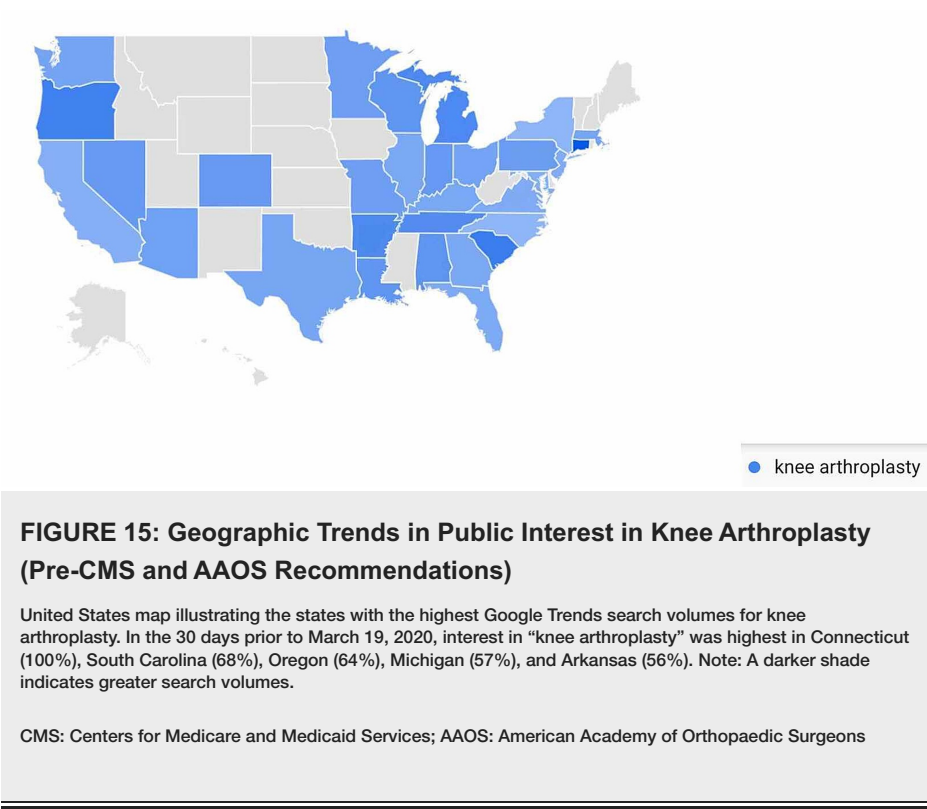 knee arthroplasty
FIGURE 15: Geographic Trends in Public Interest in Knee Arthroplasty
(Pre-CMS and AAOS Recommendations)
United States map illustrating the states with the highest Google Trends search volumes for knee
arthroplasty. In the 30 days prior to March 19, 2020, interest in “knee arthroplasty” was highest in Connecticut
(100%), South Carolina (68%), Oregon (64%), Michigan (57%), and Arkansas (56%). Note: A darker shade
indicates greater search volumes.
CMS: Centers for Medicare and Medicaid Services; AAOS: American Academy of Orthopaedic Surgeons